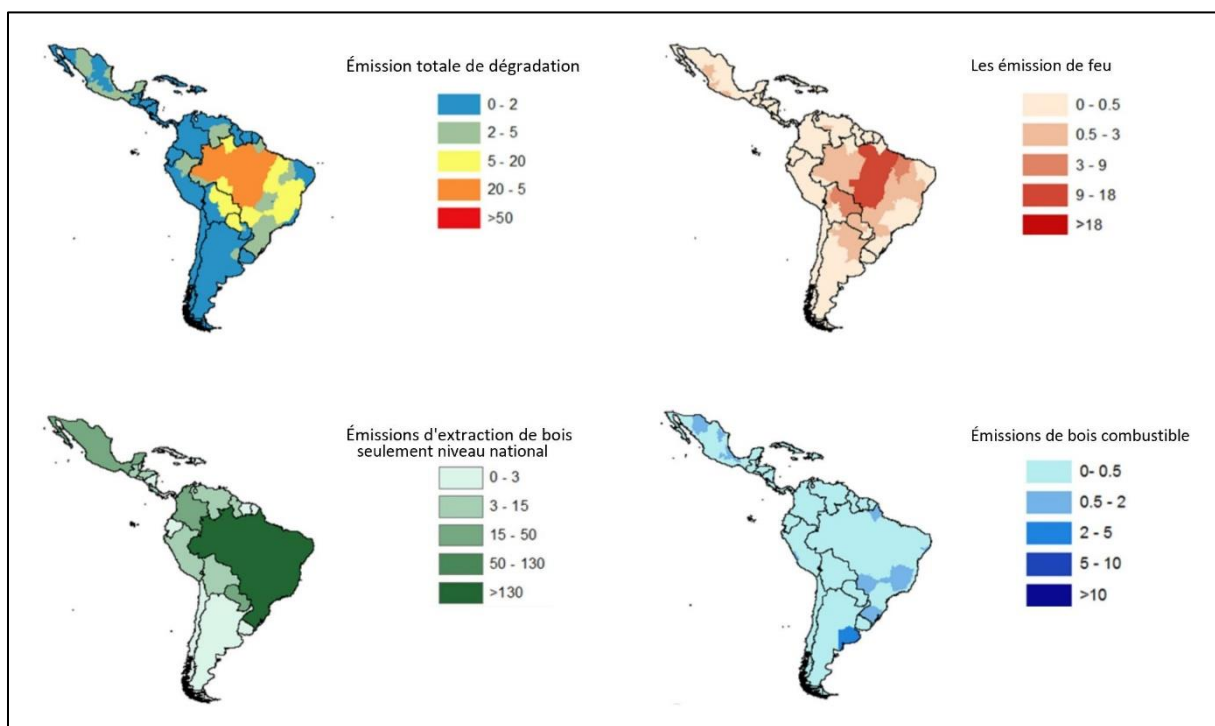 Émission totale de dégradation
0 - 2
2 - 5
5 - 20
20 - 5
>50
Les émission de feu
0 - 0.5
0.5 - 3
3 - 9
9 - 18
>18
Émissions d'extraction de bois
seulement niveau national
0 - 3
3 - 15
15 - 50
50 - 130
>130
Émissions de bois combustible
0- 0.5
0.5 - 2
2 - 5
5 - 10
>10